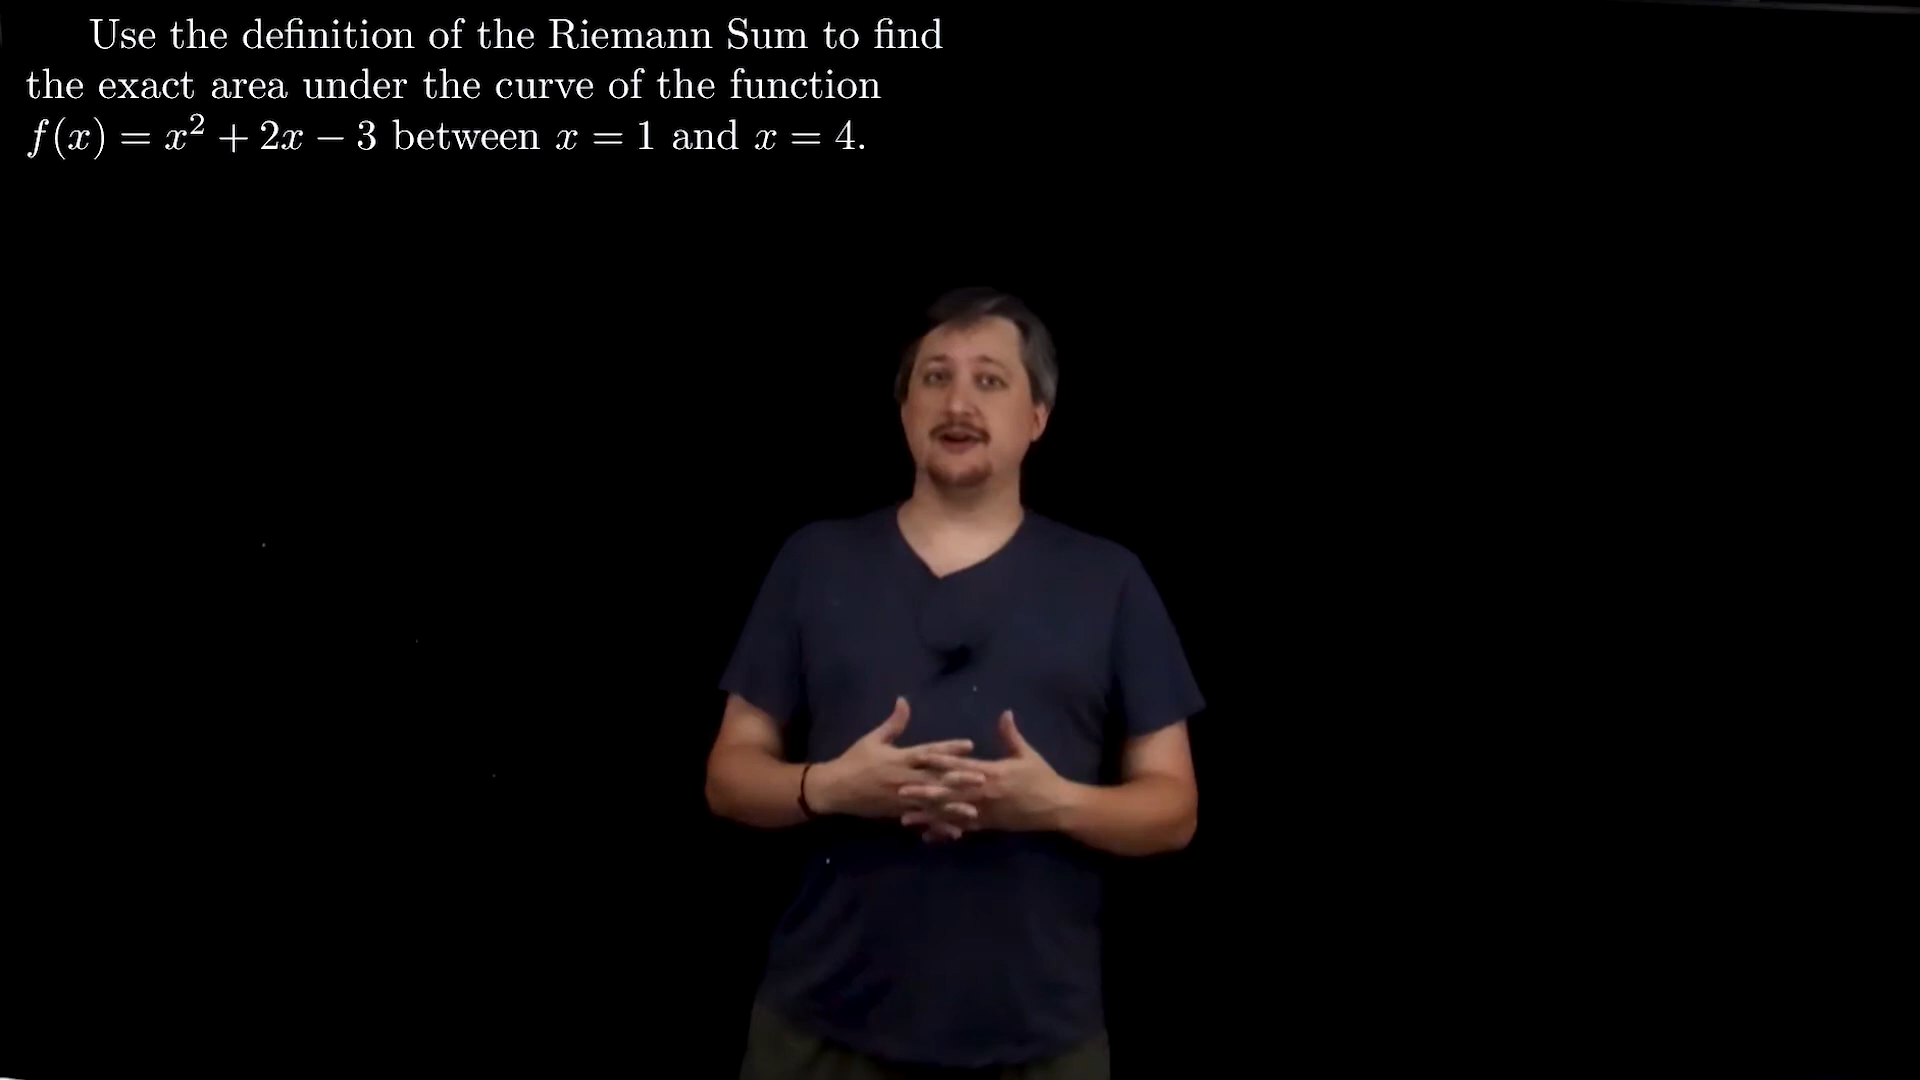 Use the definition of the Riemann Sum to find
the exact area under the curve of the function
f(x) = x² + 2x − 3 between x = 1 and x = 4.